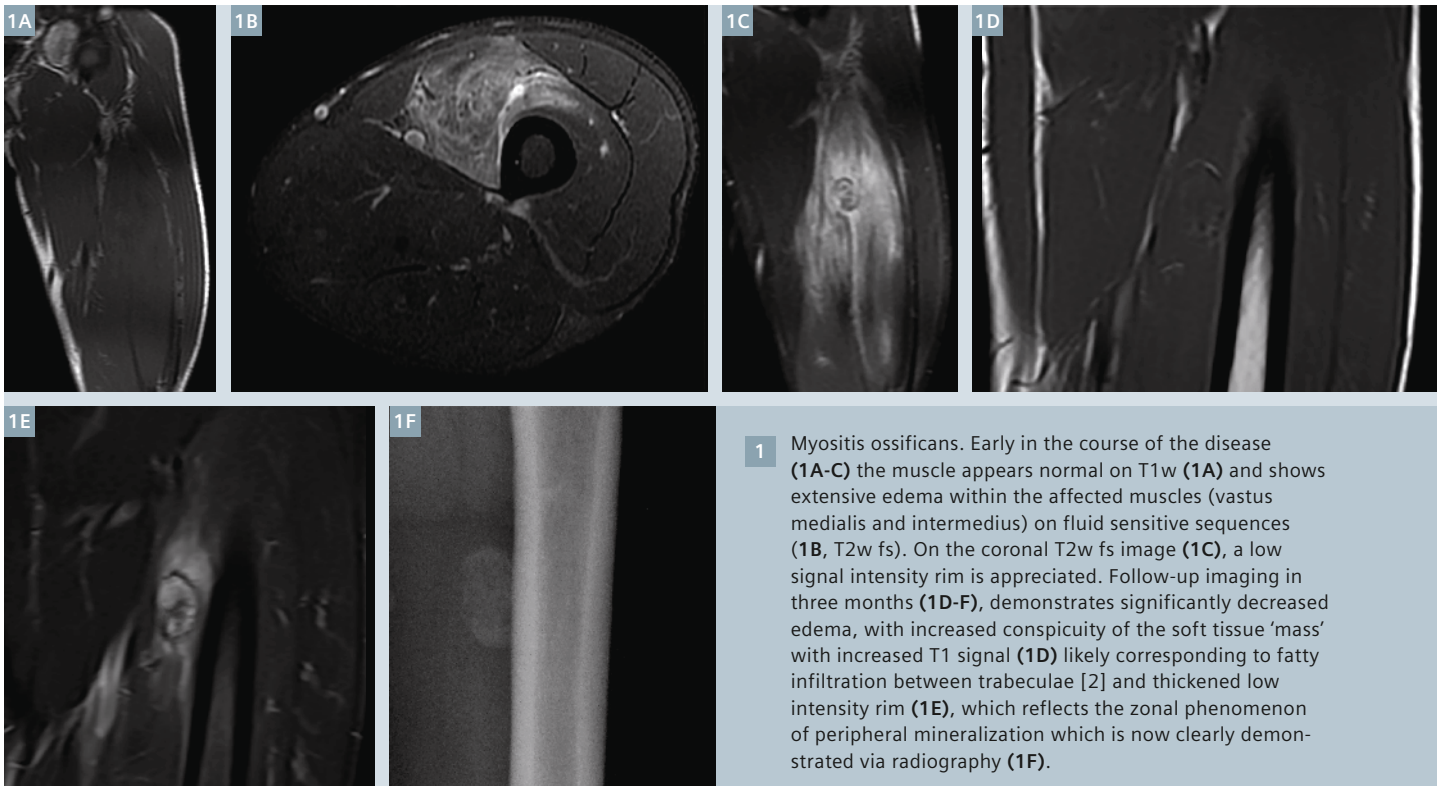 1A
1B
1C
1D
1E
1F
1
Myositis ossificans. Early in the course of the disease
(1A-C) the muscle appears normal on T1w (1A) and shows
extensive edema within the affected muscles (vastus
medialis and intermedius) on fluid sensitive sequences
(1B, T2w fs). On the coronal T2w fs image (1C), a low
signal intensity rim is appreciated. Follow-up imaging in
three months (1D-F), demonstrates significantly decreased
edema, with increased conspicuity of the soft tissue ‘mass’
with increased T1 signal (1D) likely corresponding to fatty
infiltration between trabeculae [2] and thickened low
intensity rim (1E), which reflects the zonal phenomenon
of peripheral mineralization which is now clearly demon-
strated via radiography (1F).